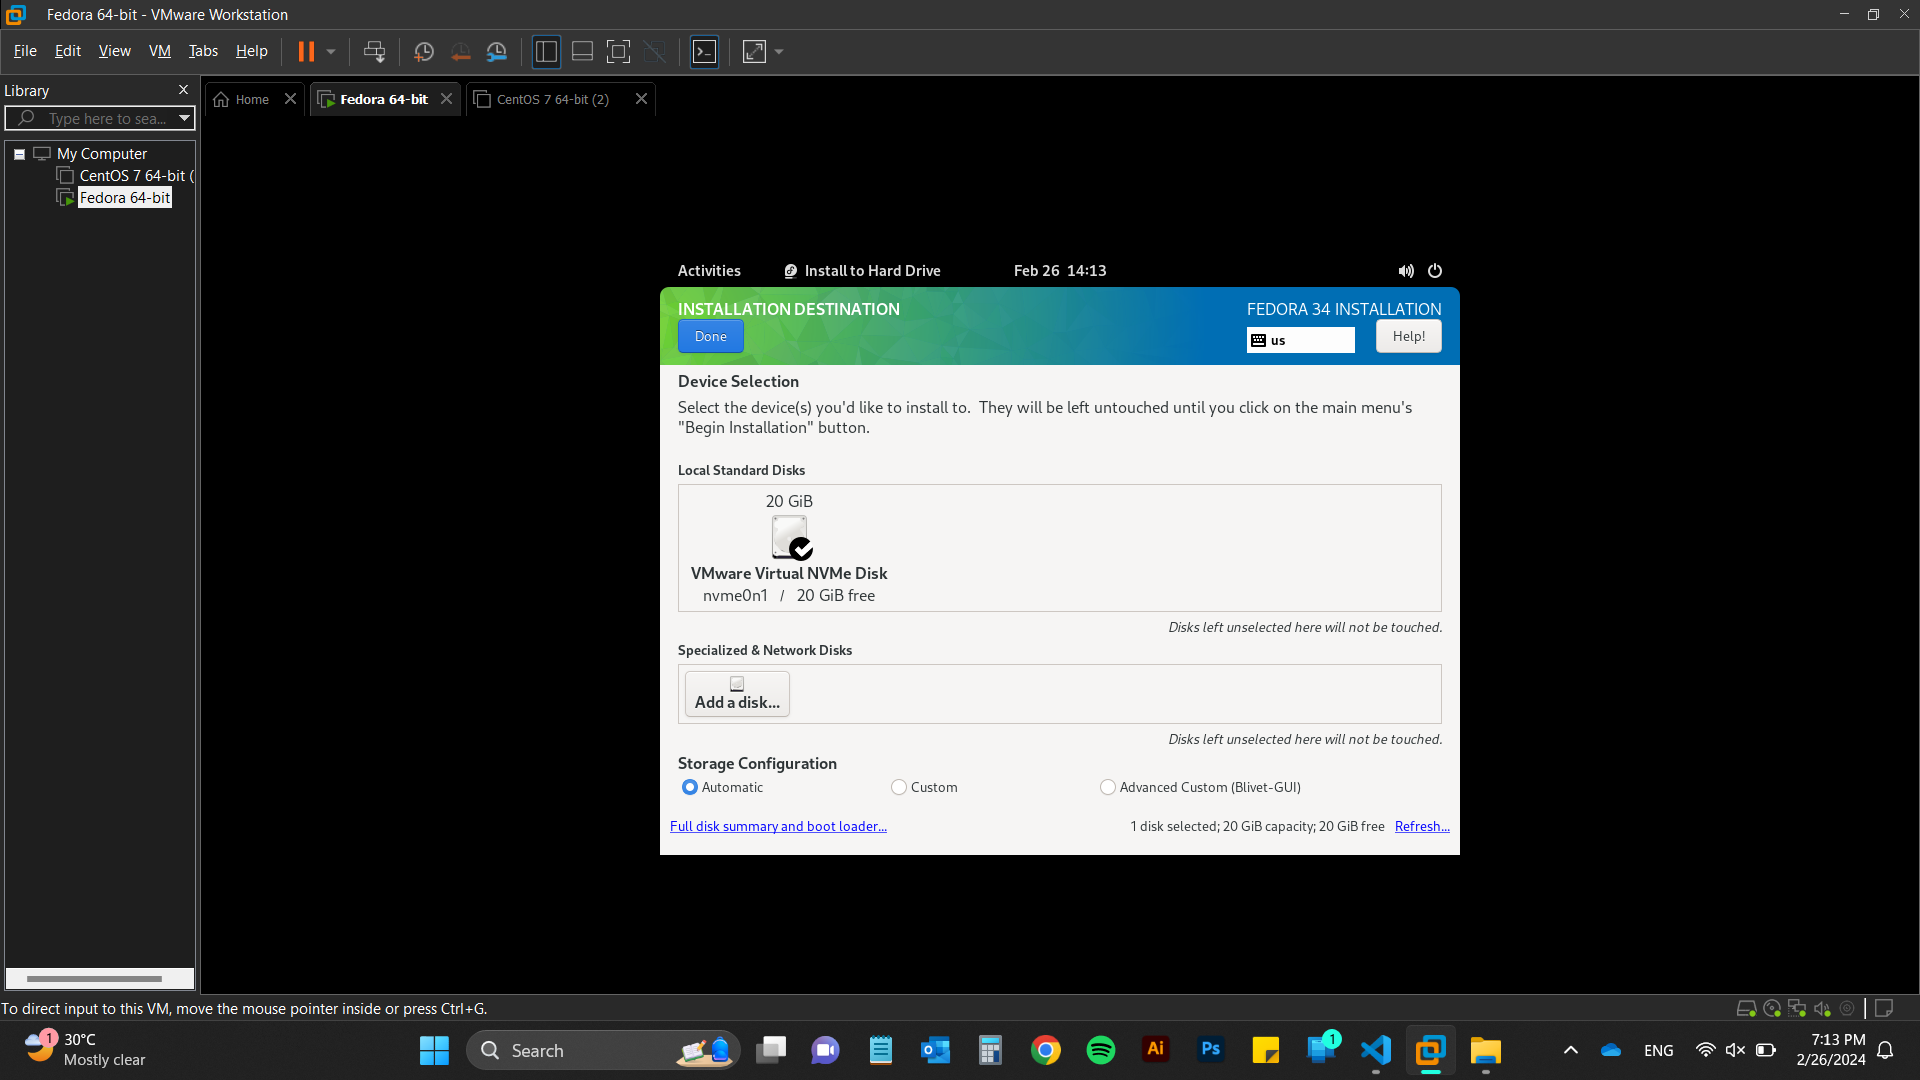 Fedora 64-bit - VMware Workstation
File Edit View VM Tabs Help
Library
Type here to sea...
My Computer
CentOS 7 64-bit (
Fedora 64-bit
Home
Fedora 64-bit
CentOS 7 64-bit (2)
Activities Install to Hard Drive Feb 26 14:13
INSTALLATION DESTINATION
FEDORA 34 INSTALLATION
Done
us
Help!
Device Selection
Select the device(s) you'd like to install to. They will be left untouched until you click on the main menu's
"Begin Installation" button.
Local Standard Disks
20 GiB
VMware Virtual NVMe Disk
nvme0n1 / 20 GiB free
Disks left unselected here will not be touched.
Specialized & Network Disks
Add a disk...
Disks left unselected here will not be touched.
Storage Configuration
Automatic Custom Advanced Custom (Blivet-GUI)
Full disk summary and boot loader...
1 disk selected; 20 GiB capacity; 20 GiB free Refresh...
To direct input to this VM, move the mouse pointer inside or press Ctrl+G.
1
30°C
Mostly clear
Search
Ai
Ps
1
ENG
7:13 PM
2/26/2024